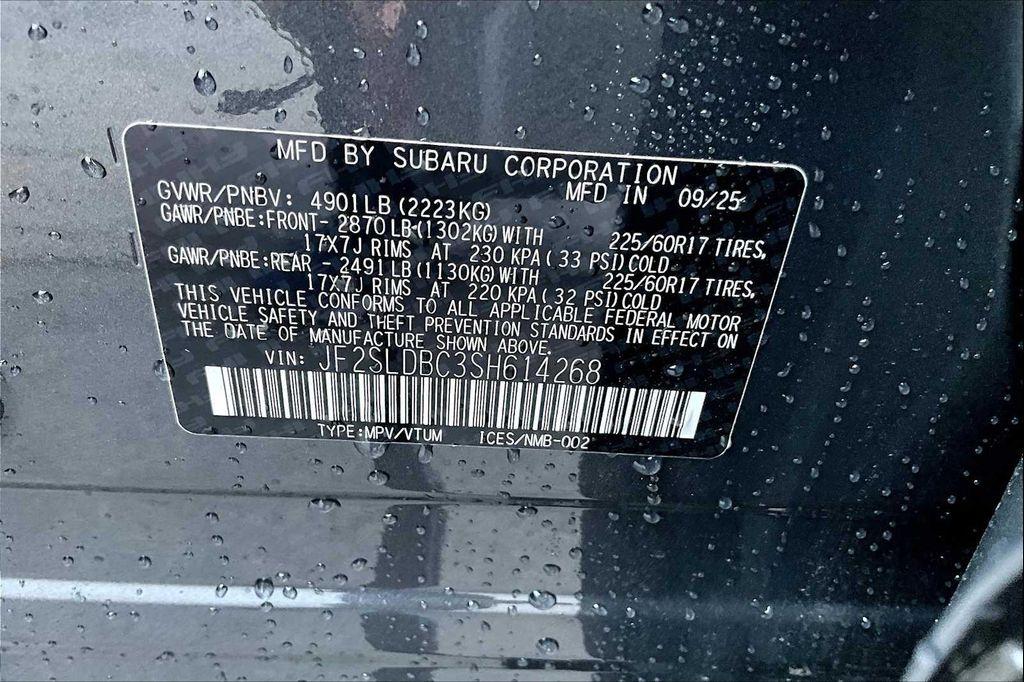 MFD BY SUBARU CORPORATION
GVWR/PNBV: 4901LB (2223KG) MFD IN 09/25
GAWR/PNBE:FRONT- 2870 LB (1302KG) WITH 225/60R17 TIRES,
17X7J RIMS AT 230 KPA ( 33 PSI) COLD
GAWR/PNBE:REAR - 2491 LB (1130KG) WITH 225/60R17 TIRES,
17X7J RIMS AT 220 KPA ( 32 PSI) COLD
THIS VEHICLE CONFORMS TO ALL APPLICABLE FEDERAL MOTOR
VEHICLE SAFETY AND THEFT PREVENTION STANDARDS IN EFFECT ON
THE DATE OF MANUFACTURE SHOWN ABOVE.
VIN: JF2SLDBC3SH614268
TYPE:MPV/VTUM ICES/NMB-002